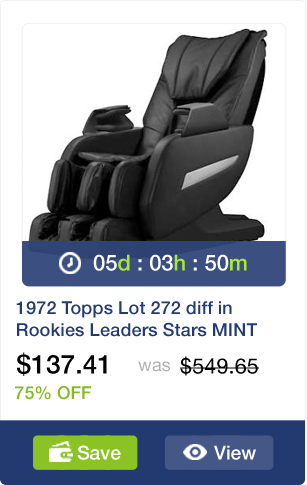 05d : 03h : 50m
1972 Topps Lot 272 diff in
Rookies Leaders Stars MINT
$137.41 was $549.65
75% OFF
Save View